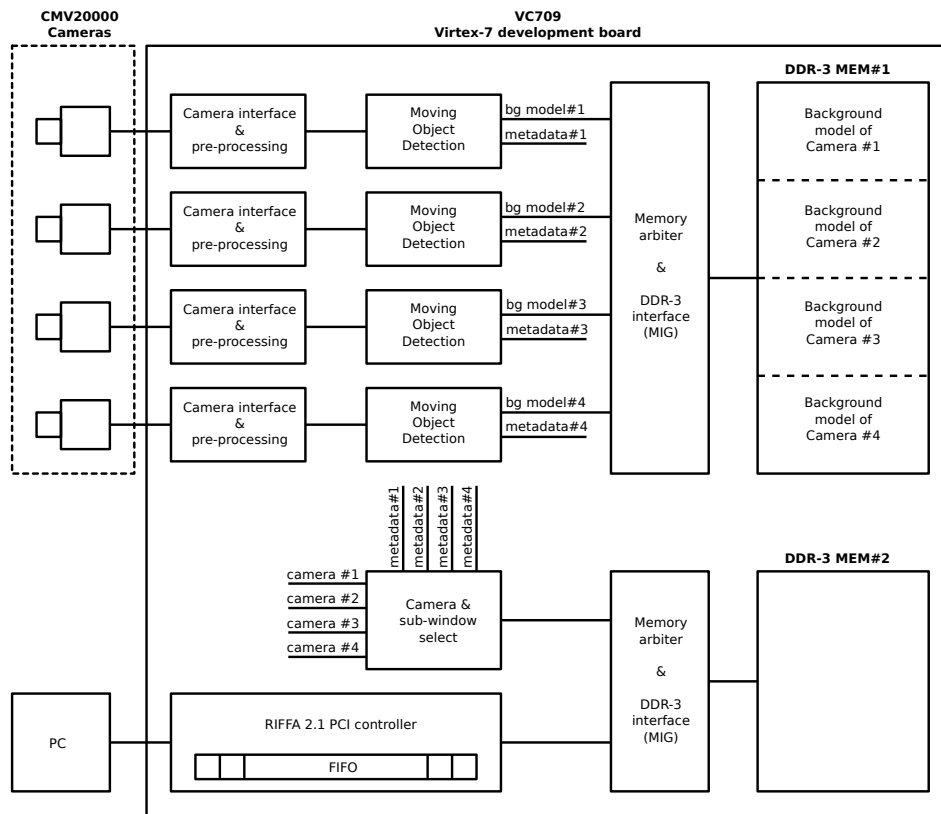 CMV20000
Cameras
VC709
Virtex-7 development board
DDR-3 MEM#1
Camera interface
&
pre-processing
Moving
Object
Detection
bg model#1
metadata#1
Background
model of
Camera #1
Camera interface
&
pre-processing
Moving
Object
Detection
bg model#2
metadata#2
Memory
arbiter
&
DDR-3
interface
(MIG)
Background
model of
Camera #2
Camera interface
&
pre-processing
Moving
Object
Detection
bg model#3
metadata#3
Background
model of
Camera #3
Camera interface
&
pre-processing
Moving
Object
Detection
bg model#4
metadata#4
Background
model of
Camera #4
metadata#1
metadata#2
metadata#3
metadata#4
camera #1
camera #2
camera #3
camera #4
Camera &
sub-window
select
Memory
arbiter
&
DDR-3
interface
(MIG)
DDR-3 MEM#2
PC
RIFFA 2.1 PCI controller
FIFO